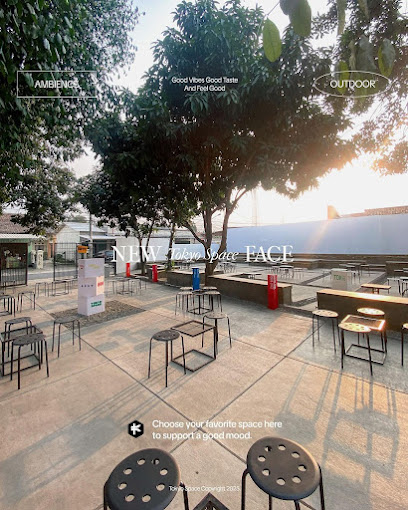 AMBIENCE
Good Vibes Good Taste
And Feel Good
OUTDOOR
NEW Tokyo Space FACE
Choose your favorite space here
to support a good mood.
Tokyo Space Copyright 2025